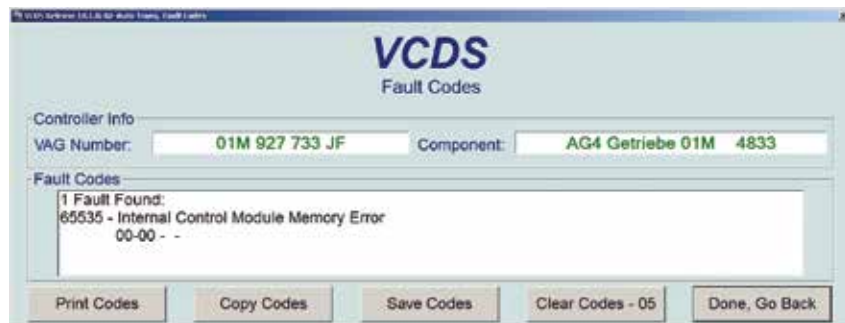 VCDS
Fault Codes
Controller Info
VAG Number: 01M 927 733 JF Component: AG4 Getriebe 01M 4833
Fault Codes
1 Fault Found:
65535 - Internal Control Module Memory Error
00-00 - -
Print Codes Copy Codes Save Codes Clear Codes - 05 Done, Go Back